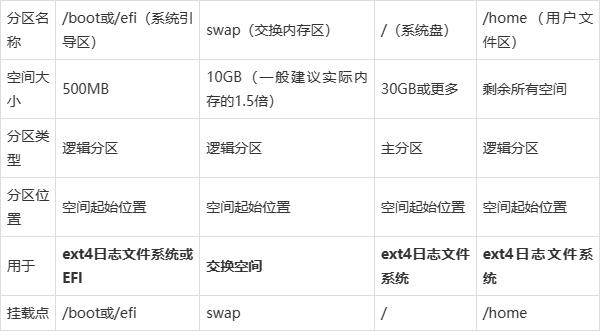 分区名称 /boot或/efi（系统引导区） swap（交换内存区） /（系统盘） /home（用户文件区）
空间大小 500MB 10GB（一般建议实际内存的1.5倍） 30GB或更多 剩余所有空间
分区类型 逻辑分区 逻辑分区 主分区 逻辑分区
分区位置 空间起始位置 空间起始位置 空间起始位置 空间起始位置
用于 ext4日志文件系统或EFI 交换空间 ext4日志文件系统 ext4日志文件系统
挂载点 /boot或/efi swap / /home